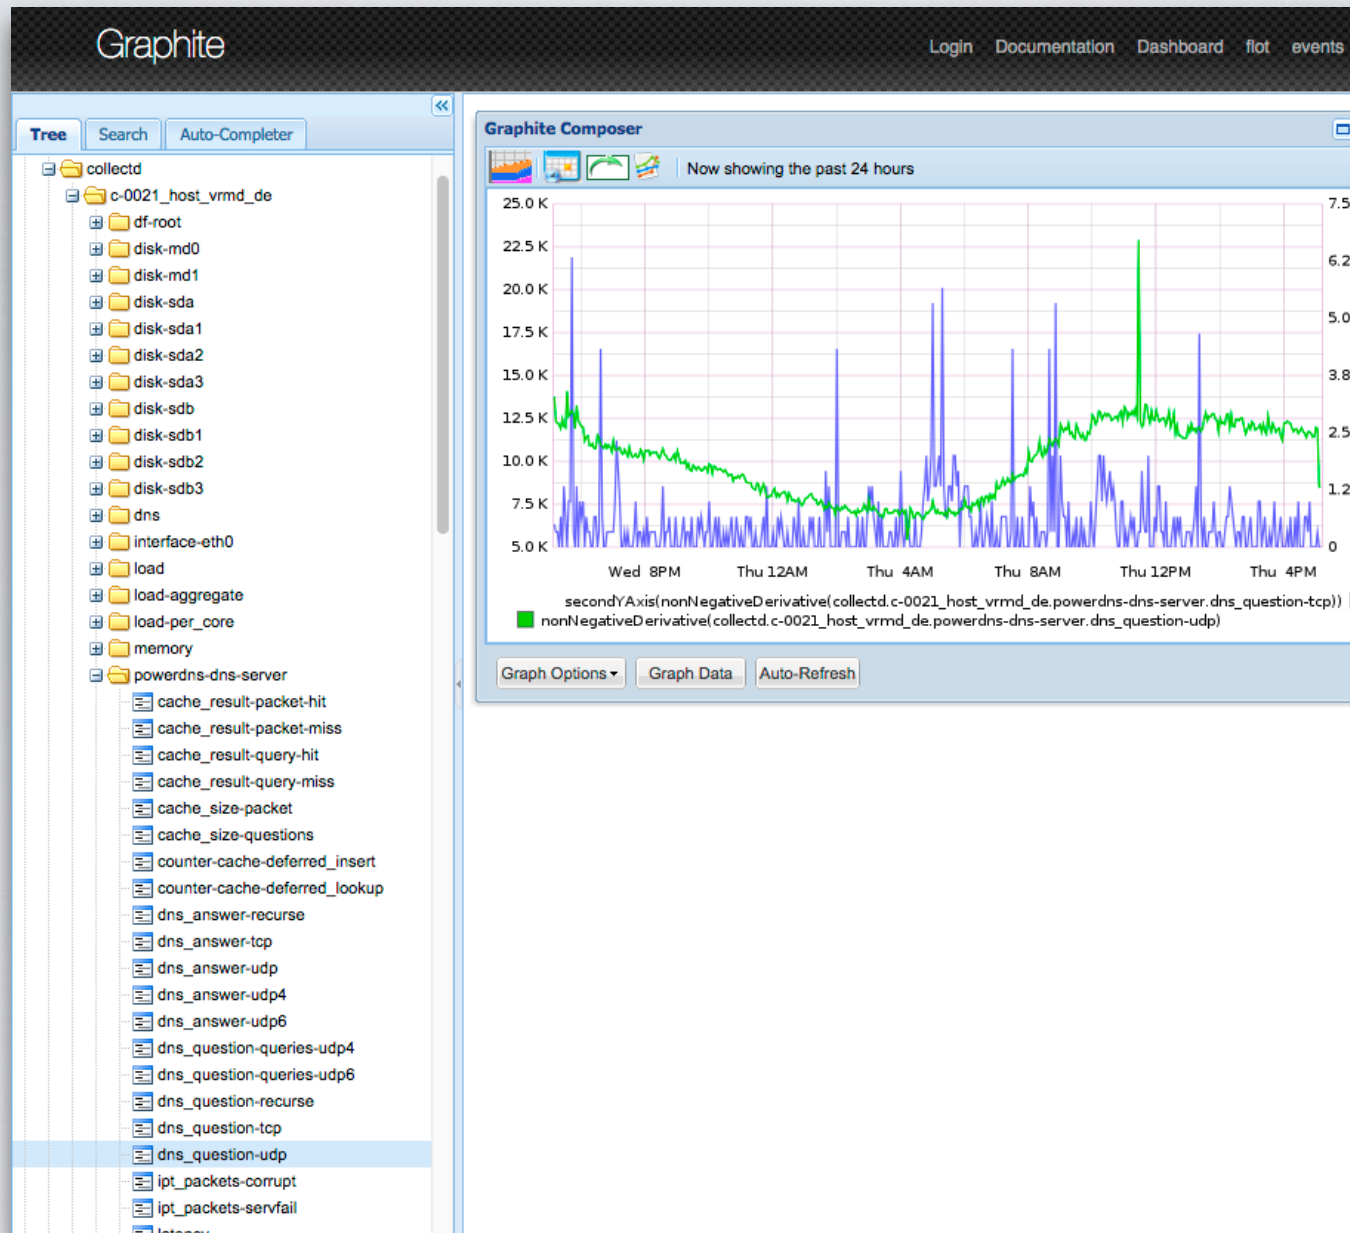 Graphite
Login Documentation Dashboard flot events
Tree Search Auto-Completer
collectd
c-0021_host_vrmd_de
df-root
disk-md0
disk-md1
disk-sda
disk-sda1
disk-sda2
disk-sda3
disk-sdb
disk-sdb1
disk-sdb2
disk-sdb3
dns
interface-eth0
load
load-aggregate
load-per_core
memory
powerdns-dns-server
cache_result-packet-hit
cache_result-packet-miss
cache_result-query-hit
cache_result-query-miss
cache_size-packet
cache_size-questions
counter-cache-deferred_insert
counter-cache-deferred_lookup
dns_answer-recurse
dns_answer-tcp
dns_answer-udp
dns_answer-udp4
dns_answer-udp6
dns_question-queries-udp4
dns_question-queries-udp6
dns_question-recurse
dns_question-tcp
dns_question-udp
ipt_packets-corrupt
ipt_packets-servfail
Graphite Composer
Now showing the past 24 hours
25.0 K 7.5
22.5 K 6.2
20.0 K
17.5 K 5.0
15.0 K 3.8
12.5 K 2.5
10.0 K
7.5 K 1.2
5.0 K 0
Wed 8PM Thu 12AM Thu 4AM Thu 8AM Thu 12PM Thu 4PM
secondYAxis(nonNegativeDerivative(collectd.c-0021_host_vrmd_de.powerdns-dns-server.dns_question-tcp))
nonNegativeDerivative(collectd.c-0021_host_vrmd_de.powerdns-dns-server.dns_question-udp)
Graph Options Graph Data Auto-Refresh